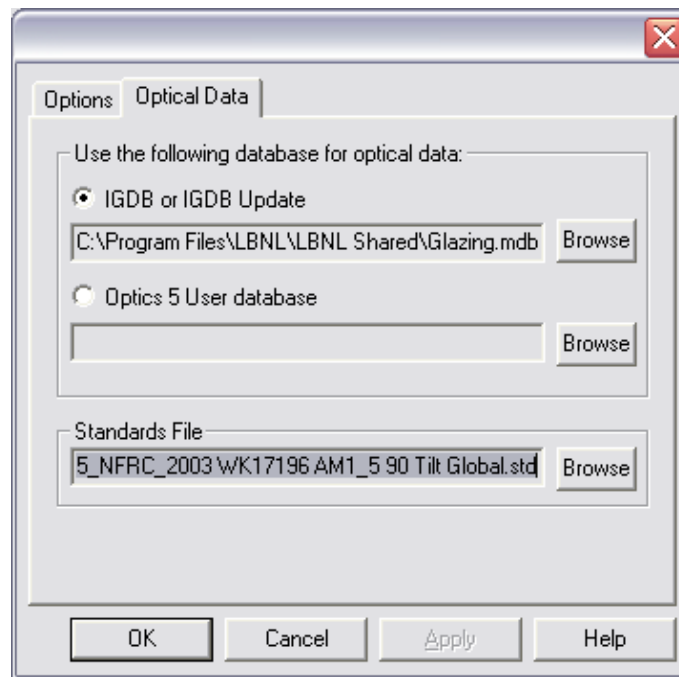 Options Optical Data
Use the following database for optical data:
IGDB or IGDB Update
C:\Program Files\LBNL\LBNL Shared\Glazing.mdb Browse
Optics 5 User database
Browse
Standards File
5_NFRC_2003 WK17196 AM1_5 90 Tilt Global.std Browse
OK Cancel Apply Help